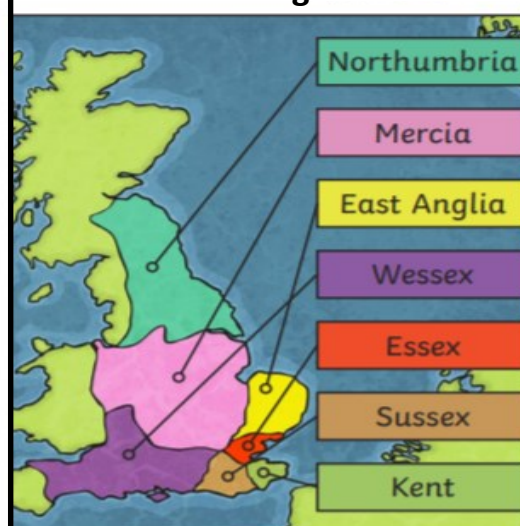 Northumbria
Mercia
East Anglia
Wessex
Essex
Sussex
Kent